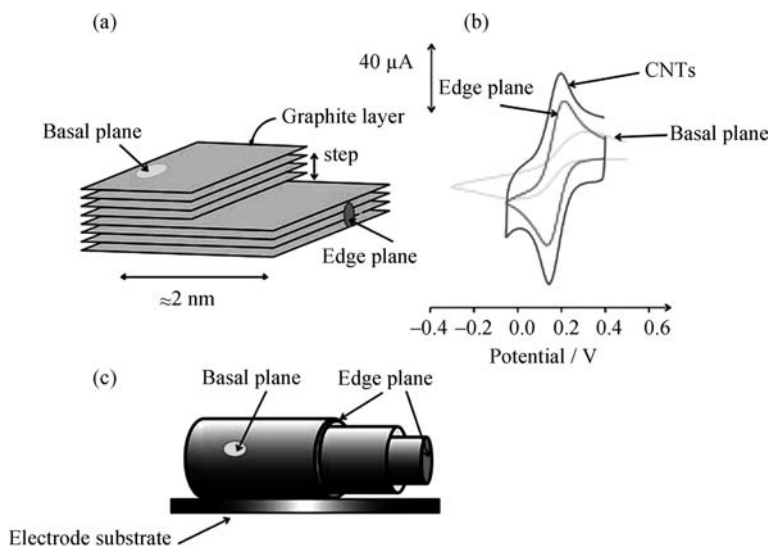 (a)
Graphite layer
Basal plane
step
Edge plane
≈2 nm
(b)
40 µA
CNTs
Edge plane
Basal plane
−0.4 −0.2 0.0 0.2 0.4 0.6
Potential / V
(c)
Basal plane
Edge plane
Electrode substrate